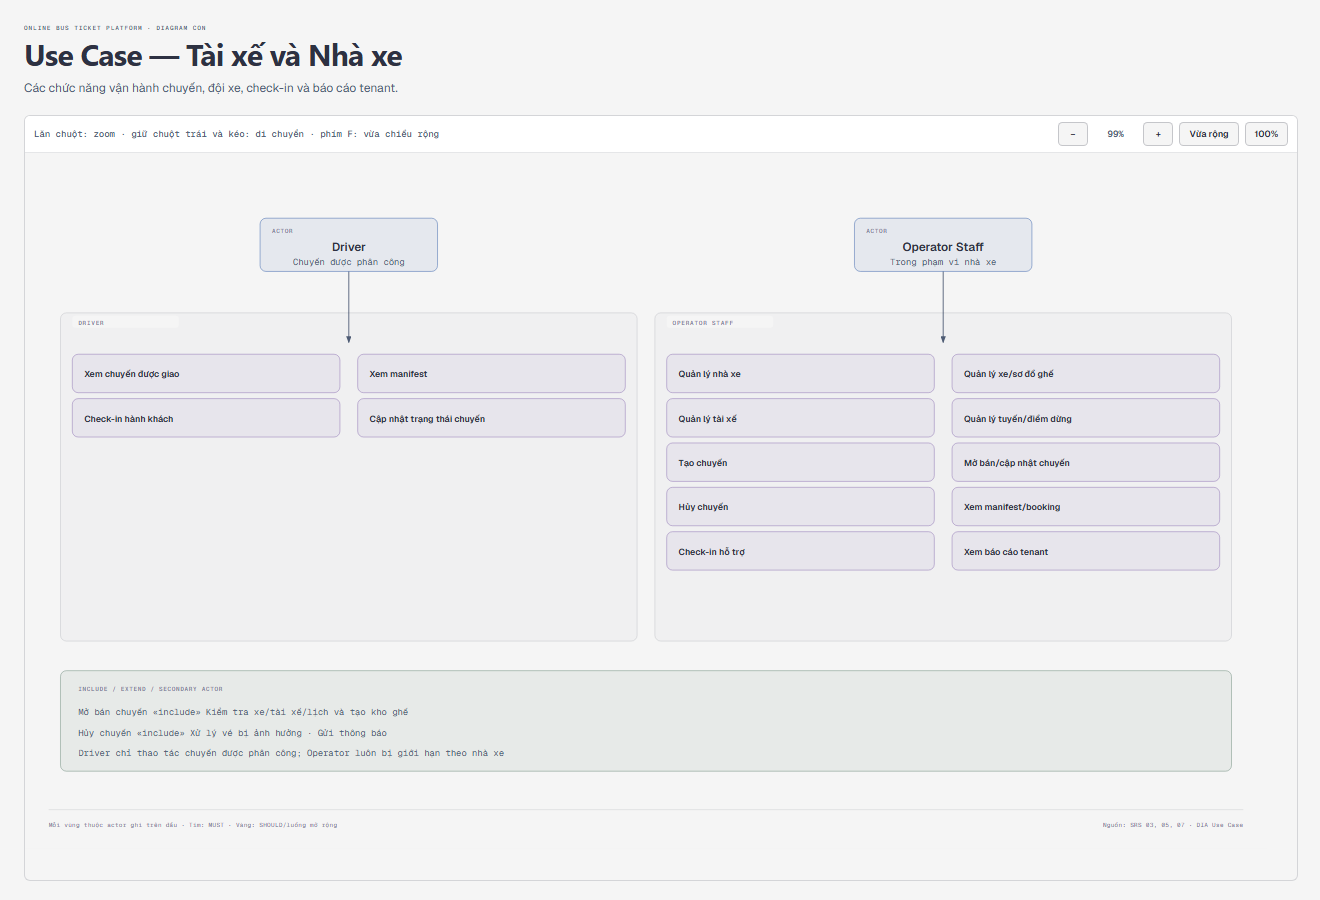 ONLINE BUS TICKET PLATFORM · DIAGRAM CON
Use Case — Tài xế và Nhà xe
Các chức năng vận hành chuyến, đội xe, check-in và báo cáo tenant.
Lăn chuột: zoom · giữ chuột trái và kéo: di chuyển · phím F: vừa chiều rộng
−
99%
+
Vừa rộng
100%
ACTOR
Driver
Chuyến được phân công
ACTOR
Operator Staff
Trong phạm vi nhà xe
DRIVER
Xem chuyến được giao
Xem manifest
Check-in hành khách
Cập nhật trạng thái chuyến
OPERATOR STAFF
Quản lý nhà xe
Quản lý xe/sơ đồ ghế
Quản lý tài xế
Quản lý tuyến/điểm dừng
Tạo chuyến
Mở bán/cập nhật chuyến
Hủy chuyến
Xem manifest/booking
Check-in hỗ trợ
Xem báo cáo tenant
INCLUDE / EXTEND / SECONDARY ACTOR
Mở bán chuyến «include» Kiểm tra xe/tài xế/lịch và tạo kho ghế
Hủy chuyến «include» Xử lý vé bị ảnh hưởng · Gửi thông báo
Driver chỉ thao tác chuyến được phân công; Operator luôn bị giới hạn theo nhà xe
Mỗi vùng thuộc actor ghi trên đầu · Tím: MUST · Vàng: SHOULD/luồng mở rộng
Nguồn: SRS 03, 05, 07 · DIA Use Case